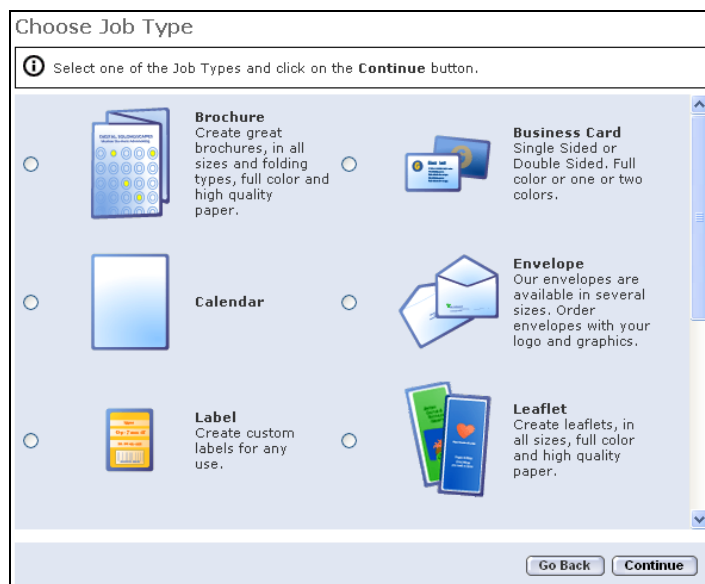 Choose Job Type
Select one of the Job Types and click on the Continue button.
Brochure
Create great
brochures, in all
sizes and folding
types, full color and
high quality
paper.
Business Card
Single Sided or
Double Sided. Full
color or one or two
colors.
Calendar
Envelope
Our envelopes are
available in several
sizes. Order
envelopes with your
logo and graphics.
Label
Create custom
labels for any
use.
Leaflet
Create leaflets, in
all sizes, full color
and high quality
paper.
Go Back
Continue